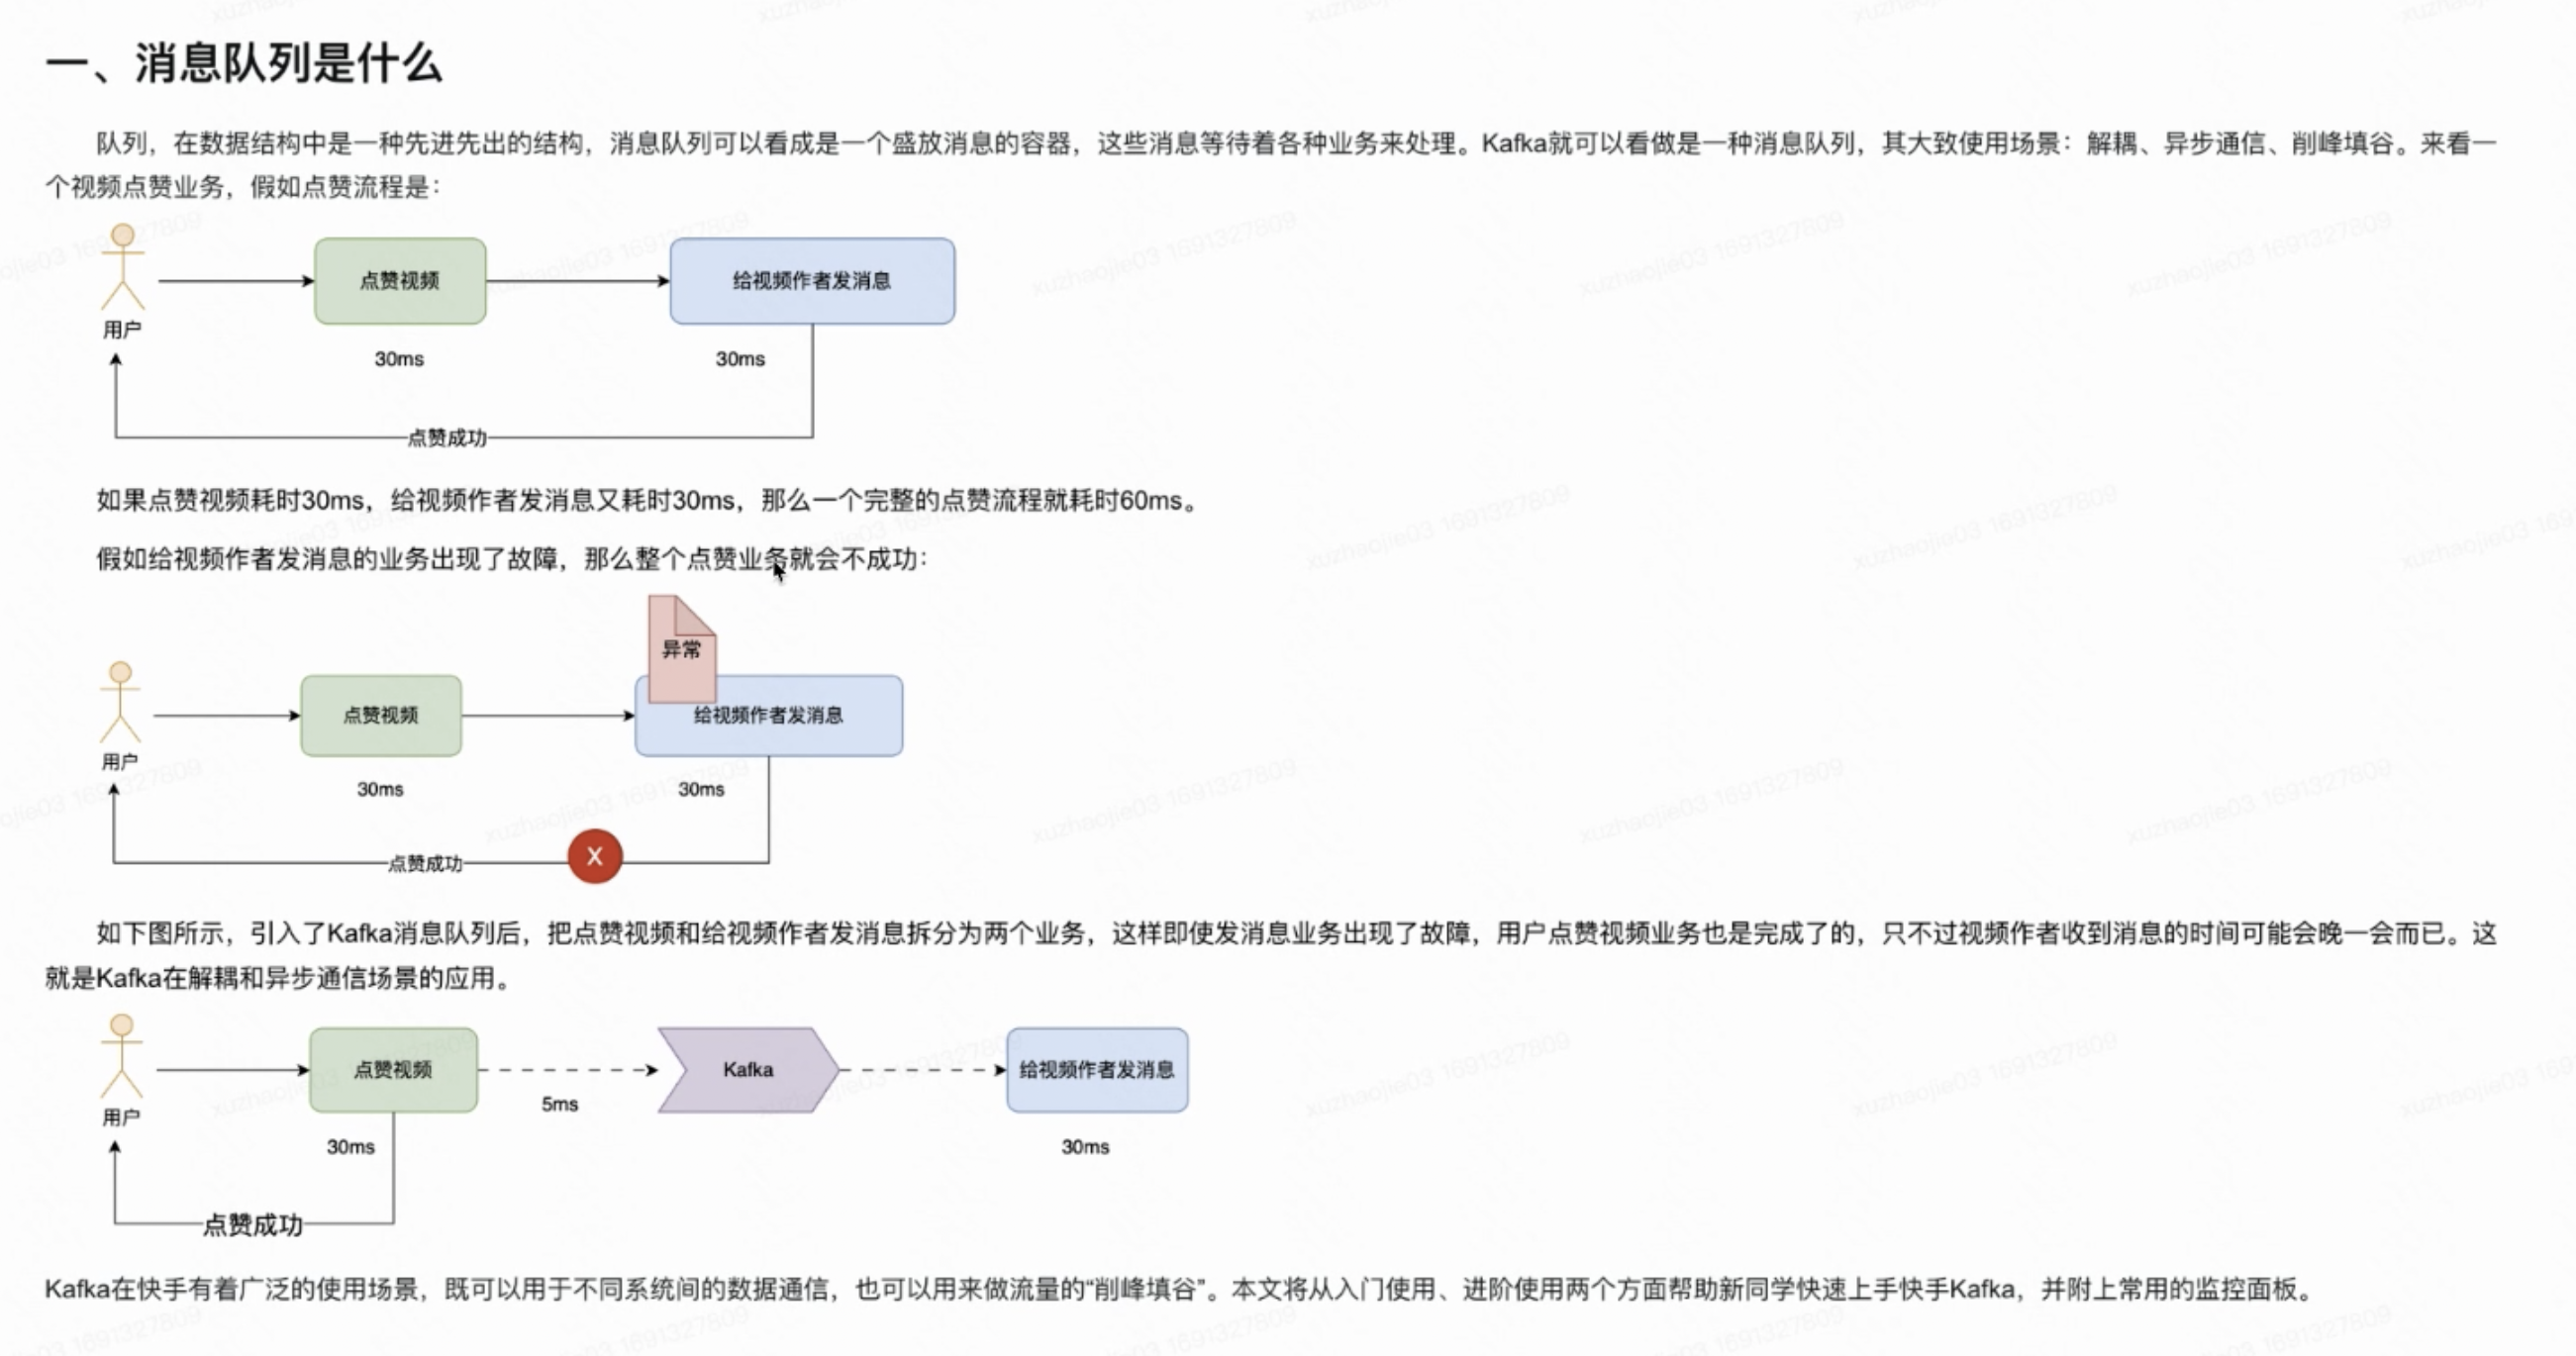 一、消息队列是什么
队列，在数据结构中是一种先进先出的结构，消息队列可以看成是一个盛放消息的容器，这些消息等待着各种业务来处理。Kafka就可以看做是一种消息队列，其大致使用场景：解耦、异步通信、削峰填谷。来看一
个视频点赞业务，假如点赞流程是：
点赞视频
给视频作者发消息
用户
30ms
30ms
点赞成功
如果点赞视频耗时30ms，给视频作者发消息又耗时30ms，那么一个完整的点赞流程就耗时60ms。
假如给视频作者发消息的业务出现了故障，那么整个点赞业务就会不成功：
异常
点赞视频
给视频作者发消息
用户
30ms
30ms
点赞成功
X
如下图所示，引入了Kafka消息队列后，把点赞视频和给视频作者发消息拆分为两个业务，这样即使发消息业务出现了故障，用户点赞视频业务也是完成了的，只不过视频作者收到消息的时间可能会晚一会而已。这
就是Kafka在解耦和异步通信场景的应用。
点赞视频
Kafka
给视频作者发消息
5ms
用户
30ms
30ms
点赞成功
Kafka在快手有着广泛的使用场景，既可以用于不同系统间的数据通信，也可以用来做流量的“削峰填谷”。本文将从入门使用、进阶使用两个方面帮助新同学快速上手快手Kafka，并附上常用的监控面板。
xuzhaojie03 1691327809